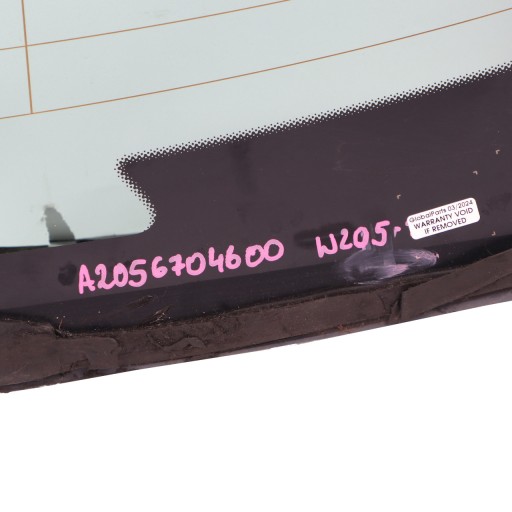 A2056704600 W205
GlobalParts 03/2024
WARRANTY VOID
IF REMOVED